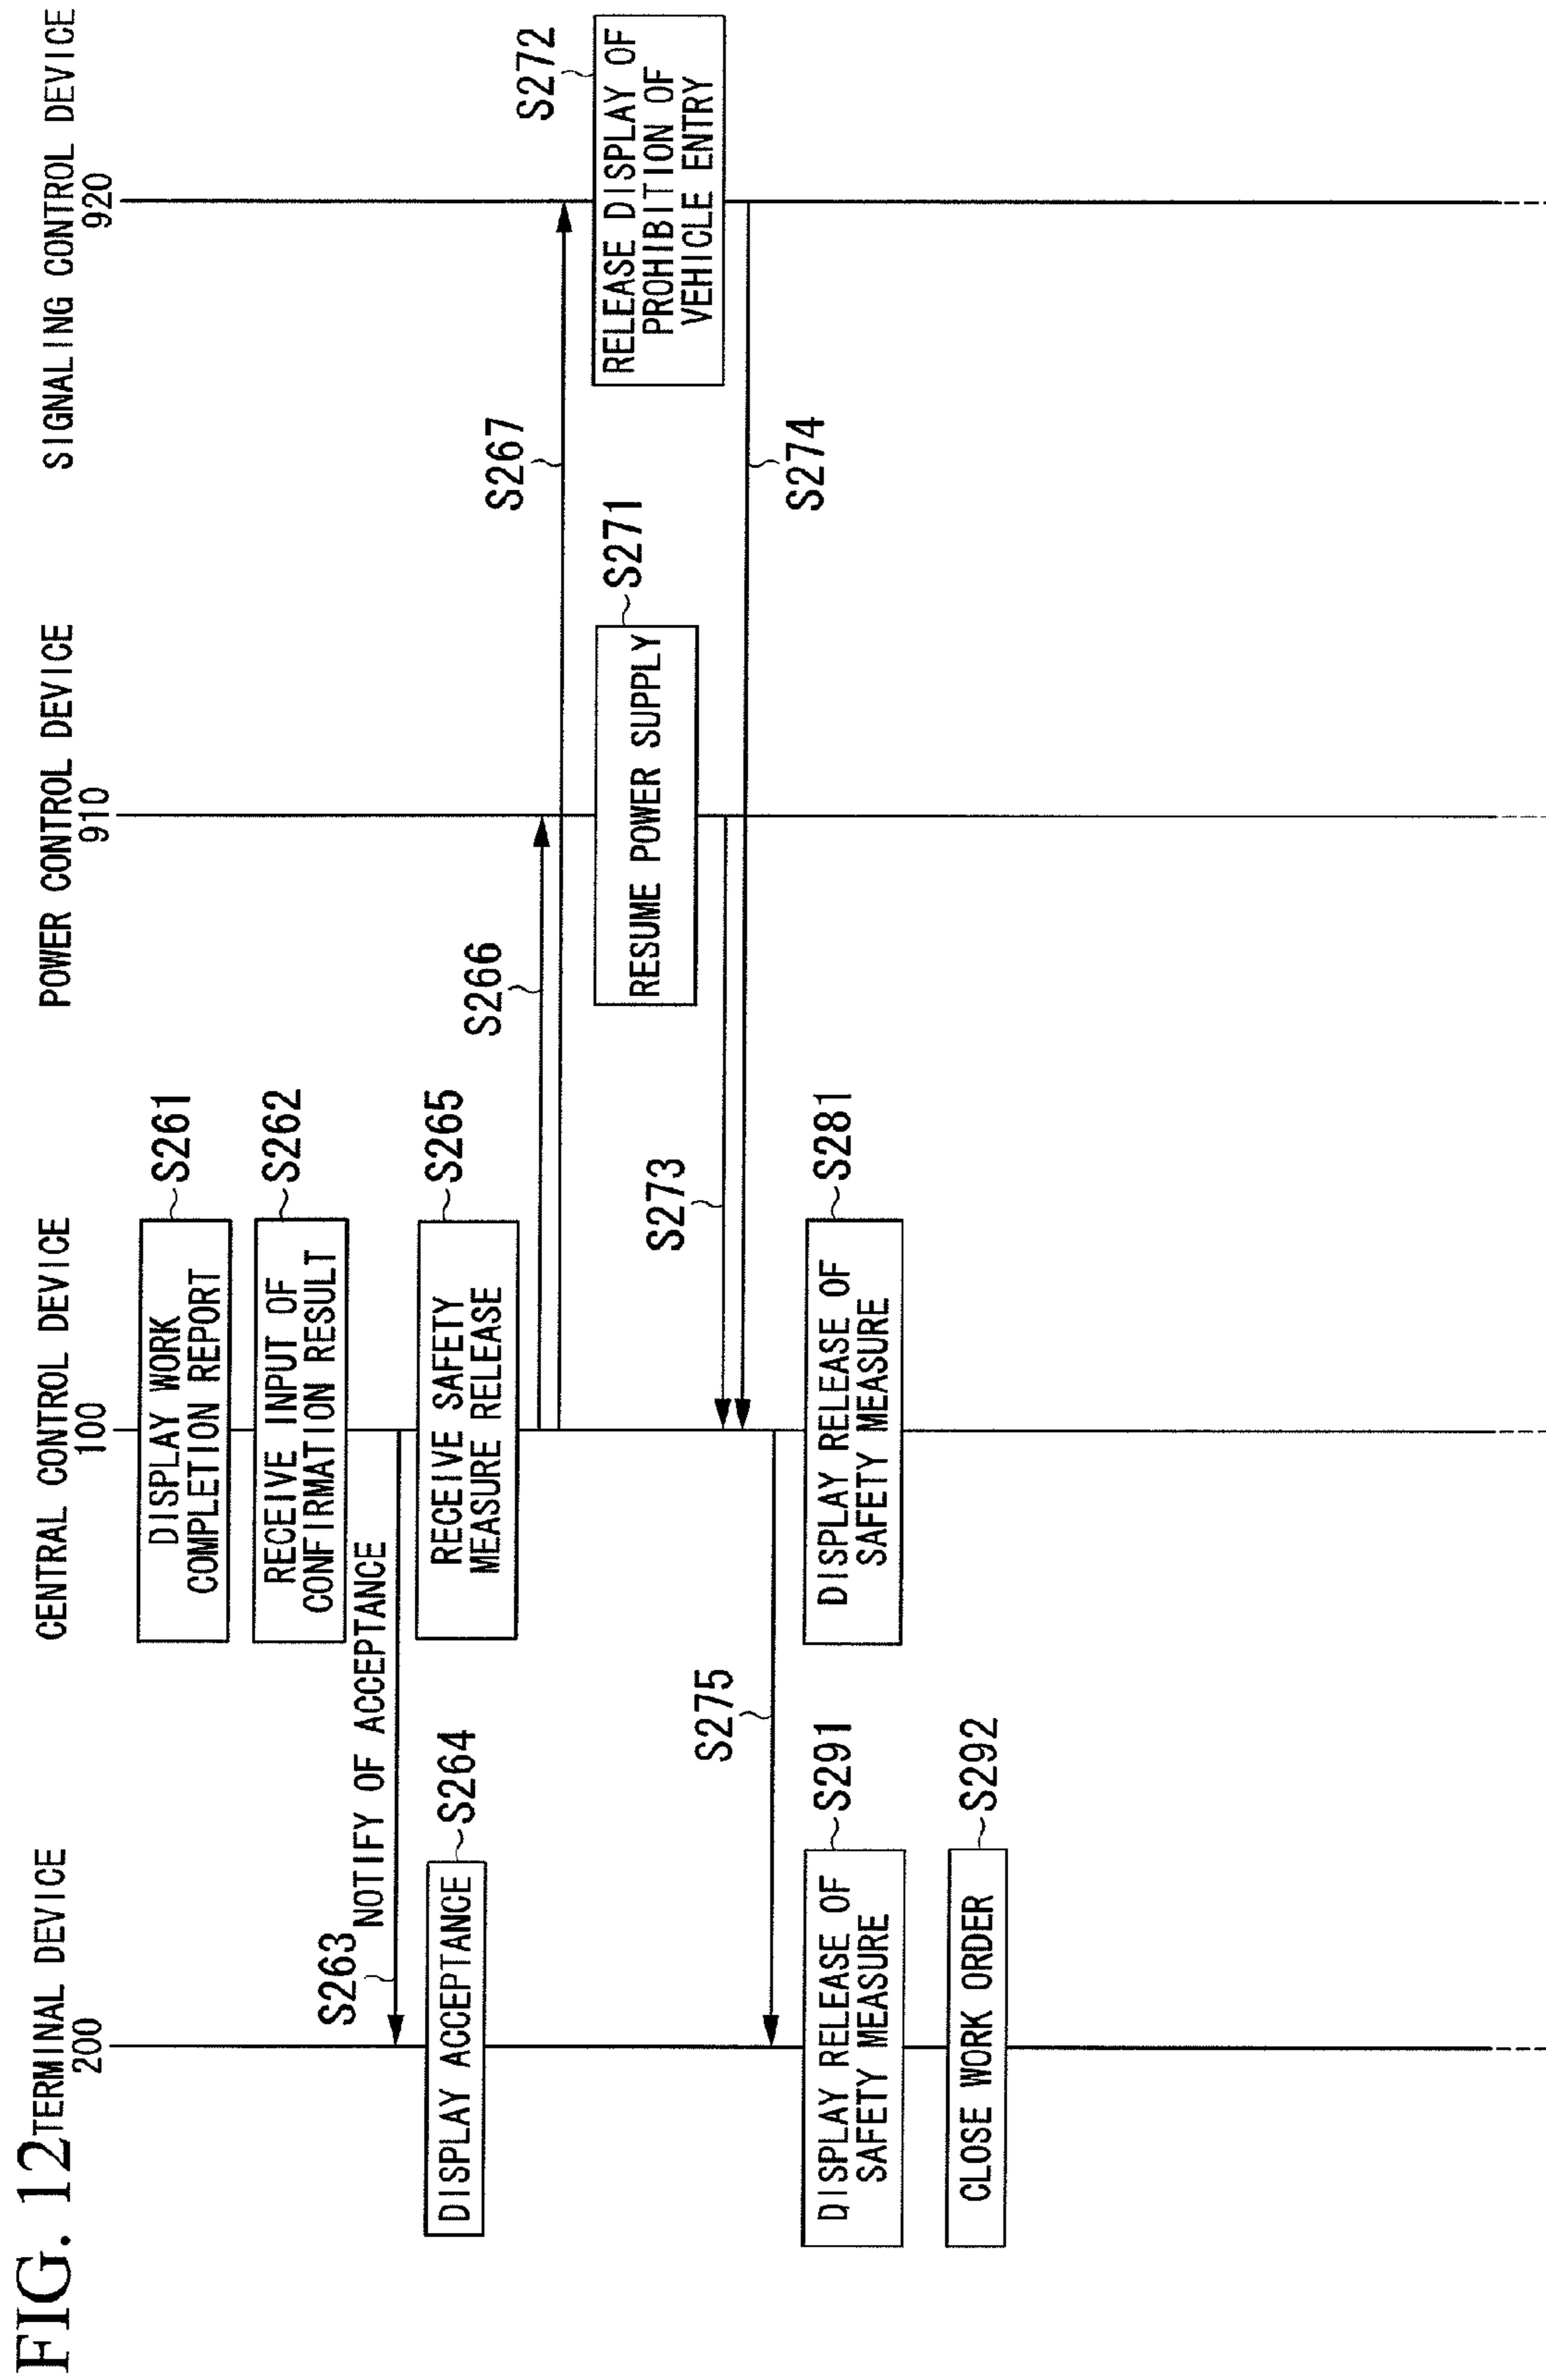 FIG. 12
TERMINAL DEVICE
200
CENTRAL CONTROL DEVICE
100
POWER CONTROL DEVICE
910
SIGNALING CONTROL DEVICE
920
DISPLAY WORK
COMPLETION REPORT
S261
RECEIVE INPUT OF
CONFIRMATION RESULT
S262
S263
NOTIFY OF ACCEPTANCE
DISPLAY ACCEPTANCE
S264
RECEIVE SAFETY
MEASURE RELEASE
S265
S266
S267
RESUME POWER SUPPLY
S271
RELEASE DISPLAY OF
PROHIBITION OF
VEHICLE ENTRY
S272
S273
S274
S275
DISPLAY RELEASE OF
SAFETY MEASURE
S281
DISPLAY RELEASE OF
SAFETY MEASURE
S291
CLOSE WORK ORDER
S292